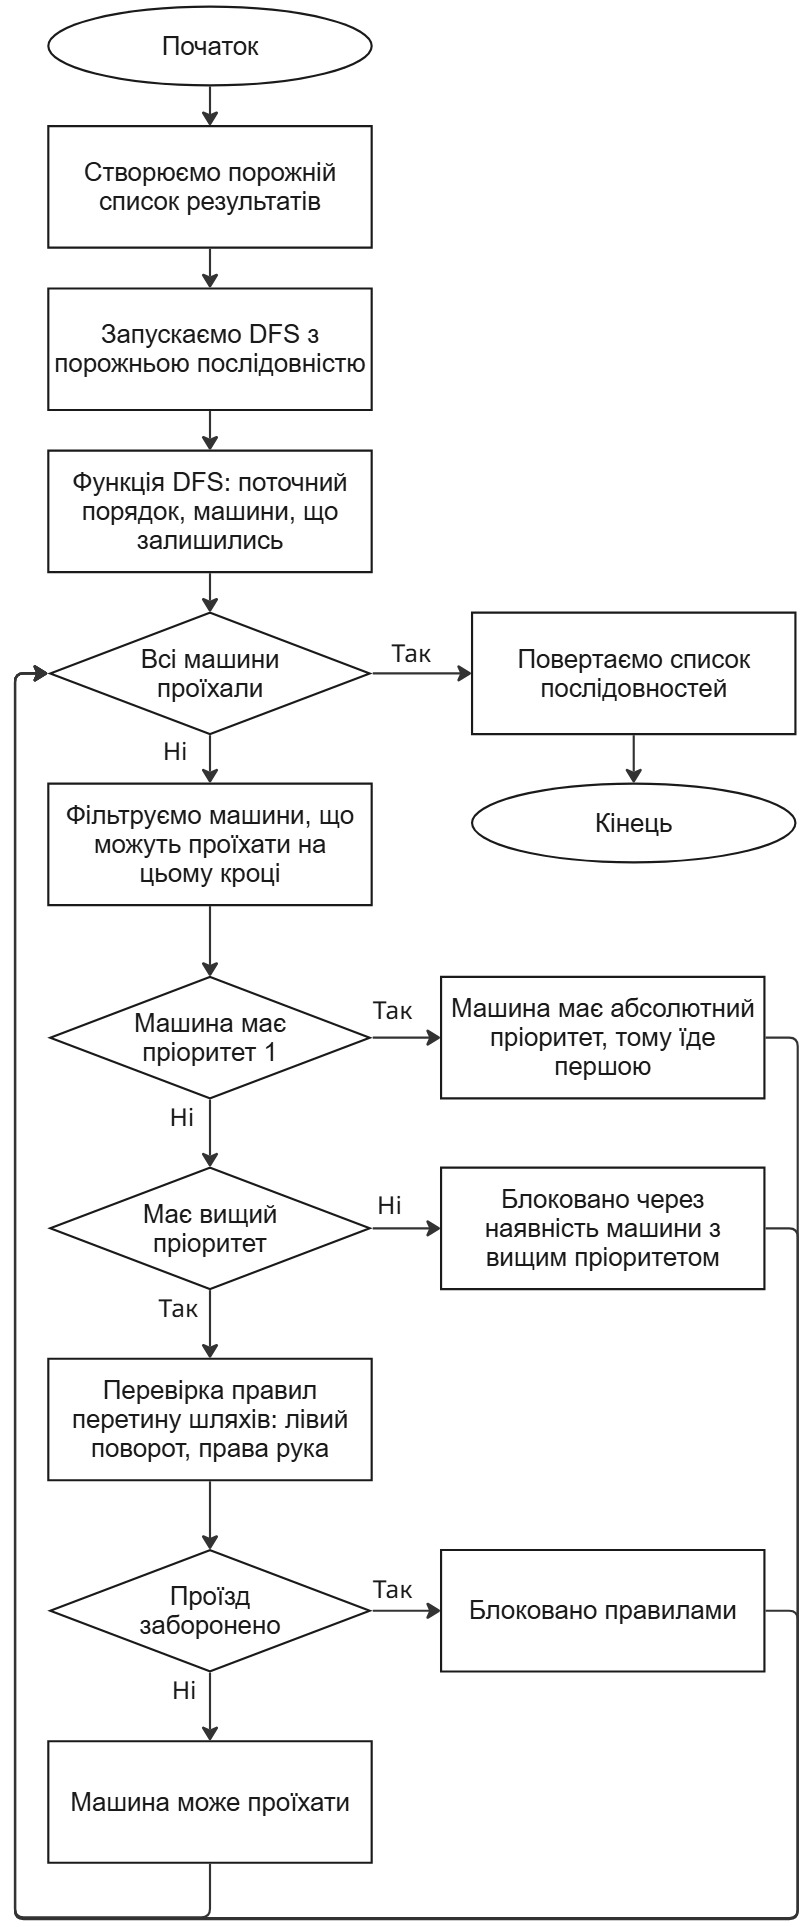 Початок
Створюємо порожній
список результатів
Запускаємо DFS з
порожньою послідовністю
Функція DFS: поточний
порядок, машини, що
залишились
Всі машини
проїхали
Так
Повертаємо список
послідовностей
Ні
Кінець
Фільтруємо машини, що
можуть проїхати на
цьому кроці
Машина має
пріоритет 1
Так
Машина має абсолютний
пріоритет, тому їде
першою
Ні
Має вищий
пріоритет
Ні
Блоковано через
наявність машини з
вищим пріоритетом
Так
Перевірка правил
перетину шляхів: лівий
поворот, права рука
Проїзд
заборонено
Так
Блоковано правилами
Ні
Машина може проїхати